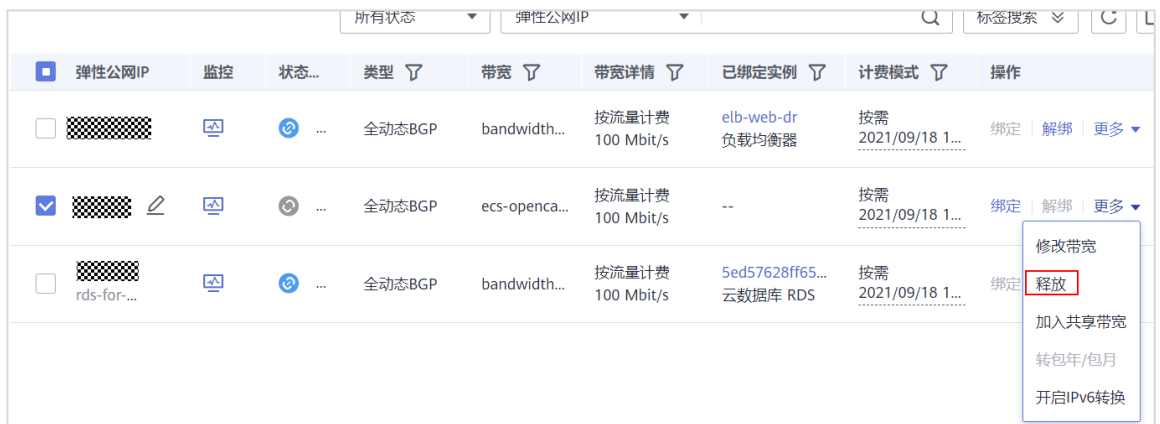 所有状态 弹性公网IP 标签搜索
弹性公网IP 监控 状态... 类型 带宽 带宽详情 已绑定实例 计费模式 操作
全动态BGP bandwidth... 按流量计费 elb-web-dr 按需 绑定 解绑 更多
... 100 Mbit/s 负载均衡器 2021/09/18 1...
全动态BGP ecs-openca... 按流量计费 -- 按需 绑定 解绑 更多
... 100 Mbit/s 2021/09/18 1...
修改带宽
全动态BGP bandwidth... 按流量计费 5ed57628ff65... 按需 绑定
rds-for-... ... 100 Mbit/s 云数据库 RDS 2021/09/18 1...
释放
加入共享带宽
转包年/包月
开启IPv6转换